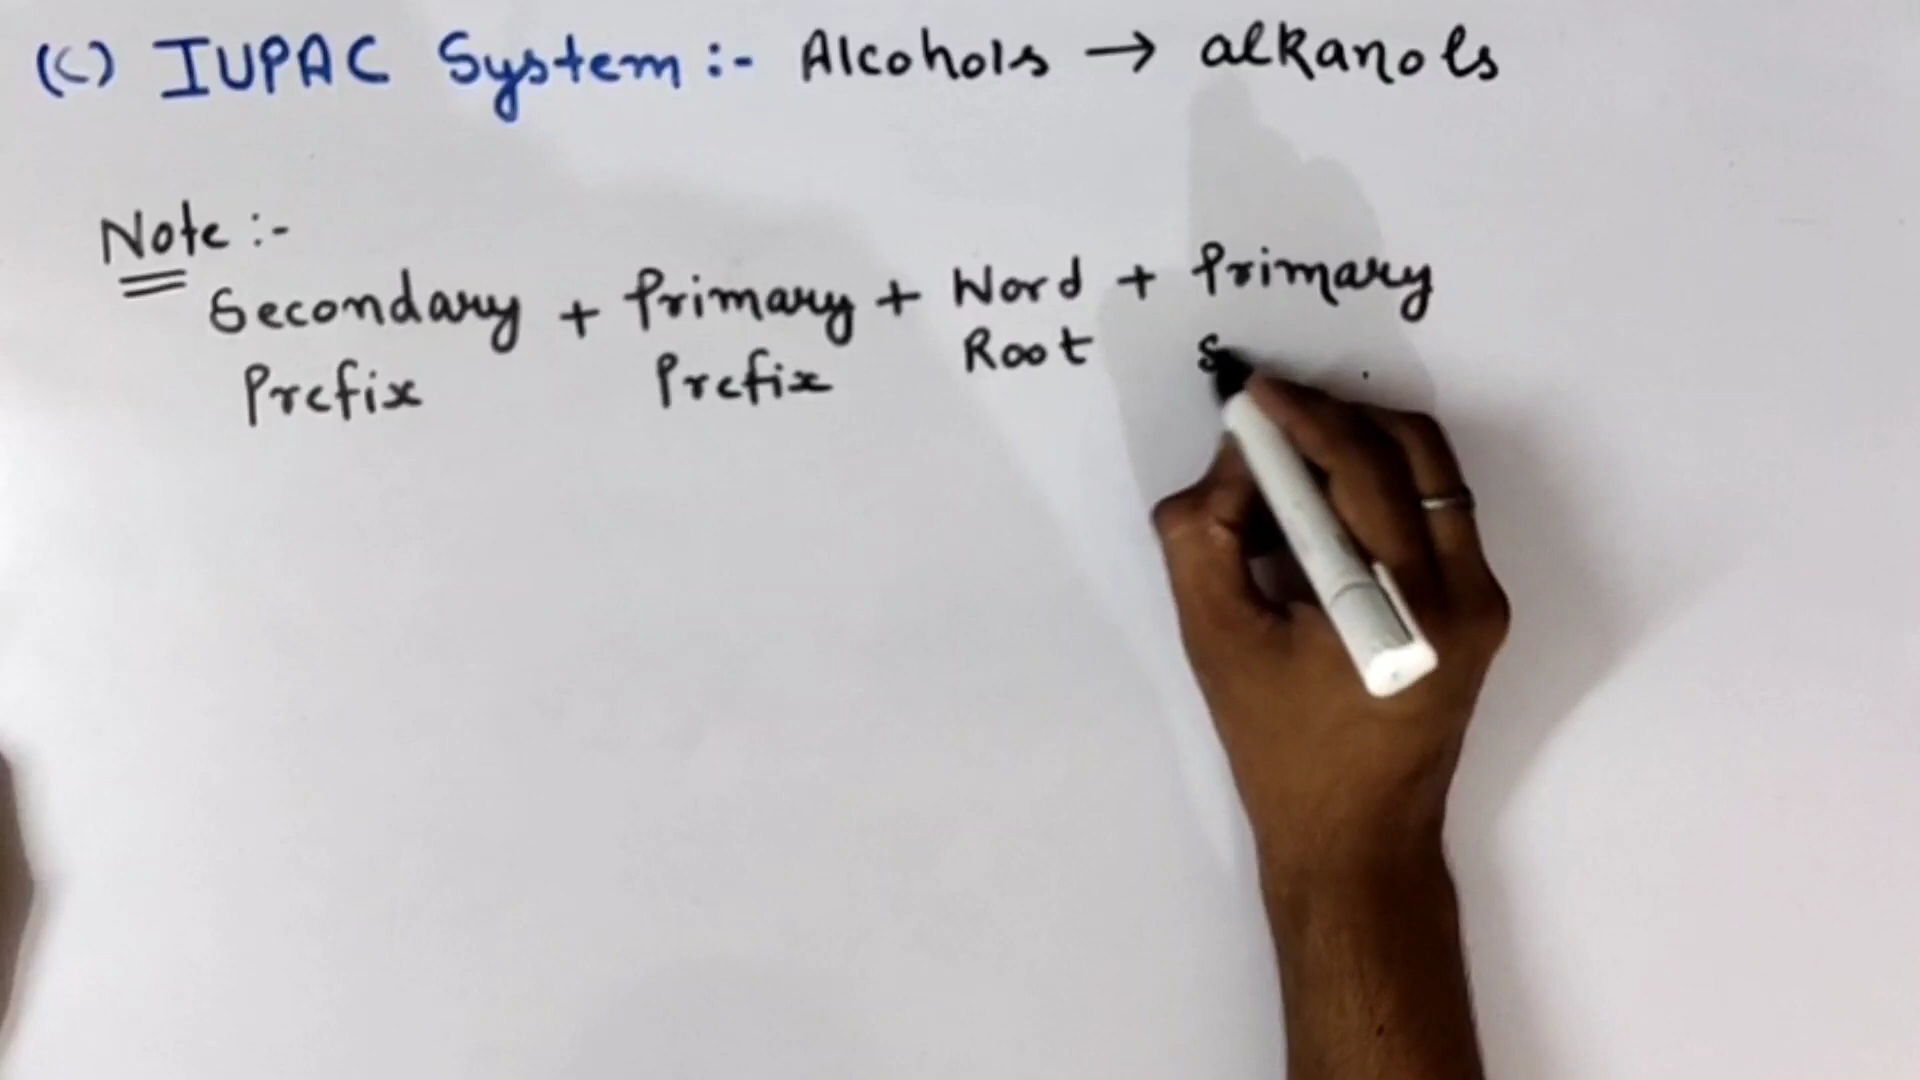 (C) IUPAC System :- Alcohols → alkanols
Note :-
Secondary + Primary + Word + Primary
Prefix Prefix Root S